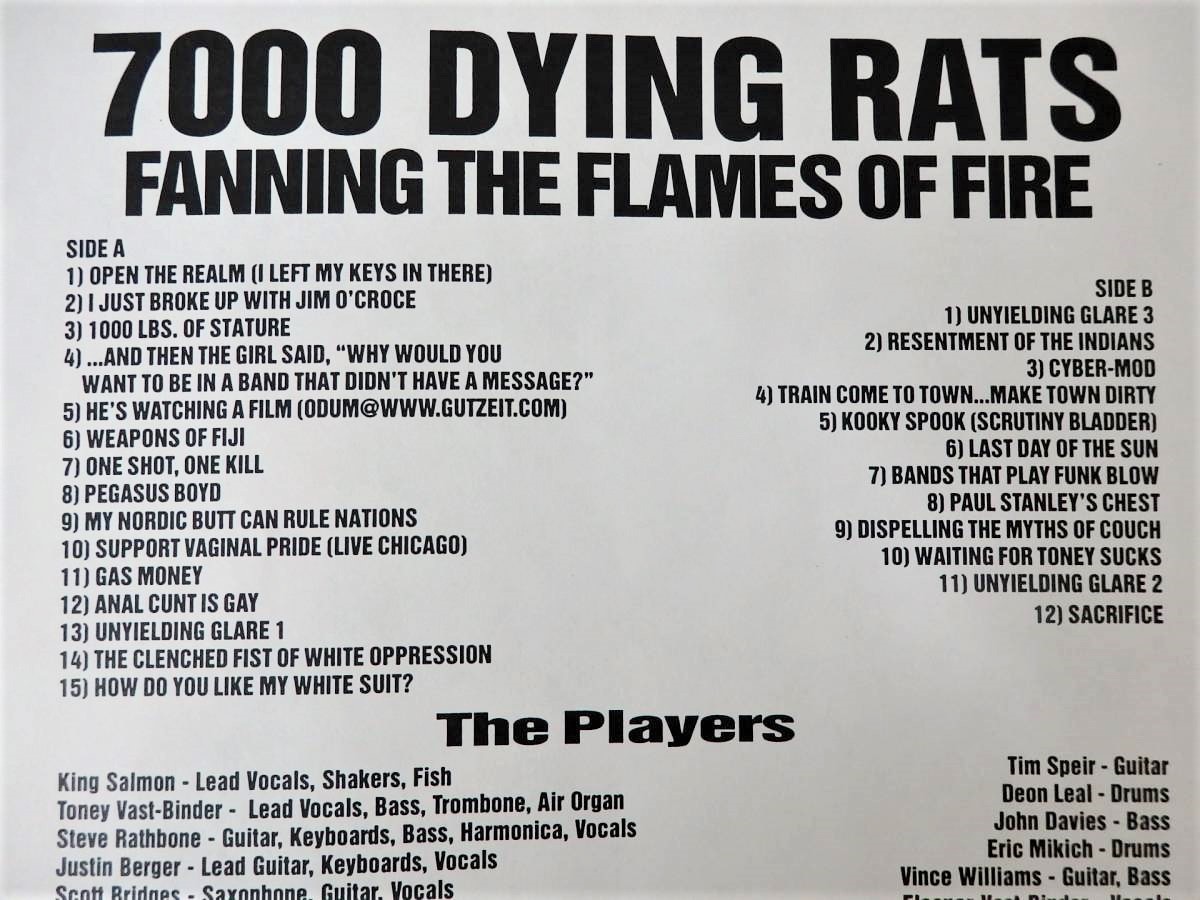 7000 DYING RATS
FANNING THE FLAMES OF FIRE
SIDE A
1) OPEN THE REALM (I LEFT MY KEYS IN THERE)
2) I JUST BROKE UP WITH JIM O'CROCE
3) 1000 LBS. OF STATURE
4) ...AND THEN THE GIRL SAID, "WHY WOULD YOU
WANT TO BE IN A BAND THAT DIDN'T HAVE A MESSAGE?"
5) HE'S WATCHING A FILM (ODUM@WWW.GUTZEIT.COM)
6) WEAPONS OF FIJI
7) ONE SHOT, ONE KILL
8) PEGASUS BOYD
9) MY NORDIC BUTT CAN RULE NATIONS
10) SUPPORT VAGINAL PRIDE (LIVE CHICAGO)
11) GAS MONEY
12) ANAL CUNT IS GAY
13) UNYIELDING GLARE 1
14) THE CLENCHED FIST OF WHITE OPPRESSION
15) HOW DO YOU LIKE MY WHITE SUIT?
SIDE B
1) UNYIELDING GLARE 3
2) RESENTMENT OF THE INDIANS
3) CYBER-MOD
4) TRAIN COME TO TOWN...MAKE TOWN DIRTY
5) KOOKY SPOOK (SCRUTINY BLADDER)
6) LAST DAY OF THE SUN
7) BANDS THAT PLAY FUNK BLOW
8) PAUL STANLEY'S CHEST
9) DISPELLING THE MYTHS OF COUCH
10) WAITING FOR TONEY SUCKS
11) UNYIELDING GLARE 2
12) SACRIFICE
The Players
King Salmon - Lead Vocals, Shakers, Fish
Toney Vast-Binder - Lead Vocals, Bass, Trombone, Air Organ
Steve Rathbone - Guitar, Keyboards, Bass, Harmonica, Vocals
Justin Berger - Lead Guitar, Keyboards, Vocals
Scott Bridges - Saxophone, Guitar, Vocals
Tim Speir - Guitar
Deon Leal - Drums
John Davies - Bass
Eric Mikich - Drums
Vince Williams - Guitar, Bass
Eleanor Vast-Binder - Vocals